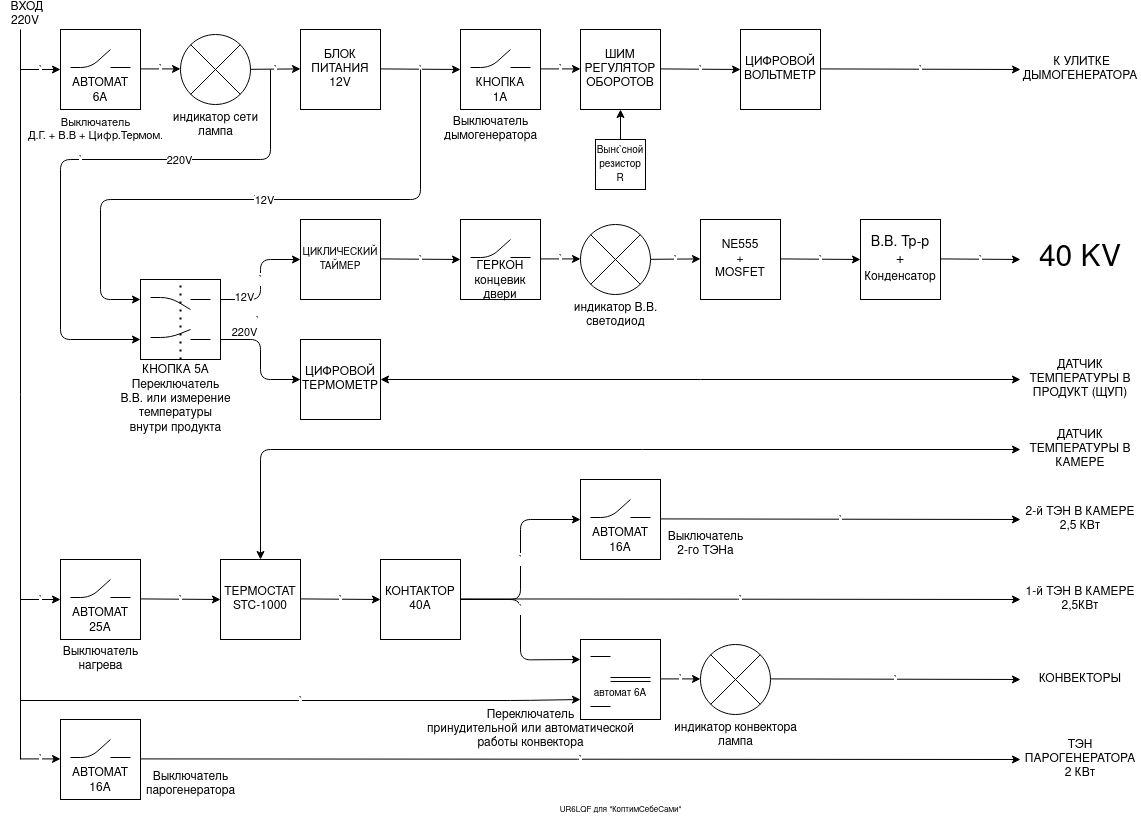 ВХОД
220V
АВТОМАТ
6А
Выключатель
Д.Г. + В.В + Цифр.Термом.
индикатор сети
лампа
БЛОК
ПИТАНИЯ
12V
КНОПКА
1А
Выключатель
дымогенератора
ШИМ
РЕГУЛЯТОР
ОБОРОТОВ
Выносной
резистор
R
ЦИФРОВОЙ
ВОЛЬТМЕТР
К УЛИТКЕ
ДЫМОГЕНЕРАТОРА
220V
12V
ЦИКЛИЧЕСКИЙ
ТАЙМЕР
ГЕРКОН
концевик
двери
индикатор В.В.
светодиод
NE555
+
MOSFET
В.В. Тр-р
+
Конденсатор
40 KV
12V
220V
КНОПКА 5А
Переключатель
В.В. или измерение
температуры
внутри продукта
ЦИФРОВОЙ
ТЕРМОМЕТР
ДАТЧИК
ТЕМПЕРАТУРЫ В
ПРОДУКТ (ЩУП)
ДАТЧИК
ТЕМПЕРАТУРЫ В
КАМЕРЕ
АВТОМАТ
16А
Выключатель
2-го ТЭНа
2-й ТЭН В КАМЕРЕ
2,5 КВт
АВТОМАТ
25А
Выключатель
нагрева
ТЕРМОСТАТ
STC-1000
КОНТАКТОР
40А
1-й ТЭН В КАМЕРЕ
2,5КВт
автомат 6А
Переключатель
принудительной или автоматической
работы конвектора
индикатор конвектора
лампа
КОНВЕКТОРЫ
АВТОМАТ
16А
Выключатель
парогенератора
ТЭН
ПАРОГЕНЕРАТОРА
2 КВт
UR6LQF для "КоптимСебеСами"